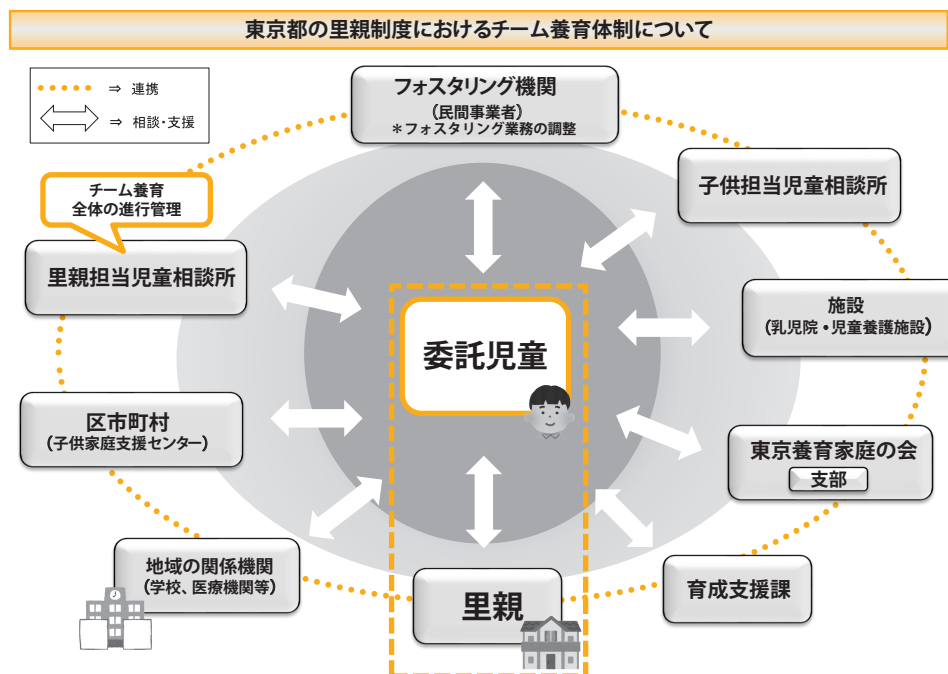 東京都の里親制度におけるチーム養育体制について
⇒ 連携
⇒ 相談・支援
フォスタリング機関
(民間事業者)
＊フォスタリング業務の調整
子供担当児童相談所
チーム養育
全体の進行管理
里親担当児童相談所
施設
(乳児院・児童養護施設)
委託児童
区市町村
(子供家庭支援センター)
東京養育家庭の会
支部
地域の関係機関
(学校、医療機関等)
里親
育成支援課